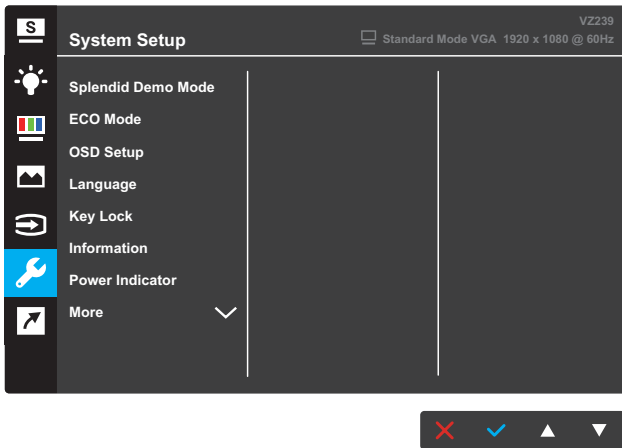 S
VZ239
System Setup
Standard Mode VGA 1920 x 1080 @ 60Hz
Splendid Demo Mode
ECO Mode
OSD Setup
Language
Key Lock
Information
Power Indicator
More